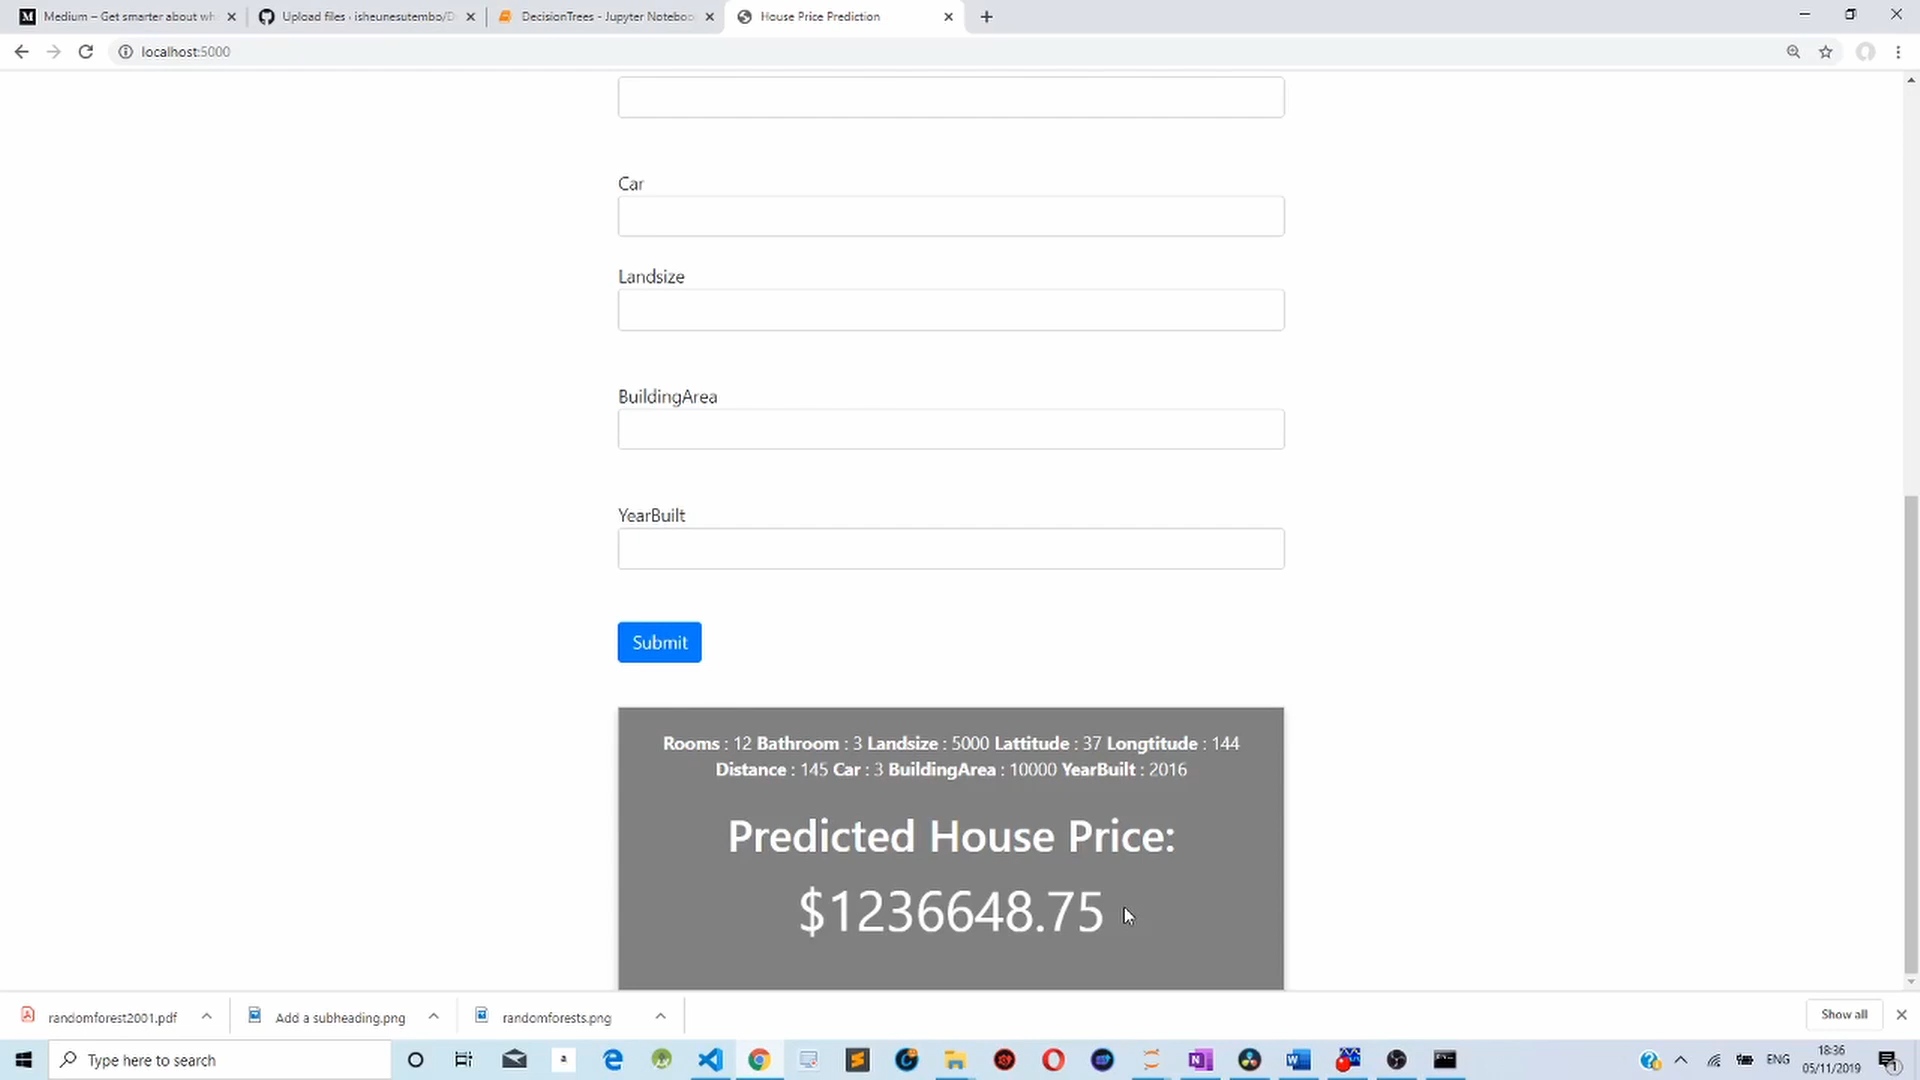 Medium – Get smarter about wh
Upload files · isheunesutembo/D
DecisionTrees - Jupyter Noteboo
House Price Prediction
localhost:5000
Car
Landsize
BuildingArea
YearBuilt
Submit
Rooms : 12 Bathroom : 3 Landsize : 5000 Lattitude : 37 Longtitude : 144
Distance : 145 Car : 3 BuildingArea : 10000 YearBuilt : 2016
Predicted House Price:
$1236648.75
randomforest2001.pdf
Add a subheading.png
randomforests.png
Show all
Type here to search
ENG
18:36
05/11/2019